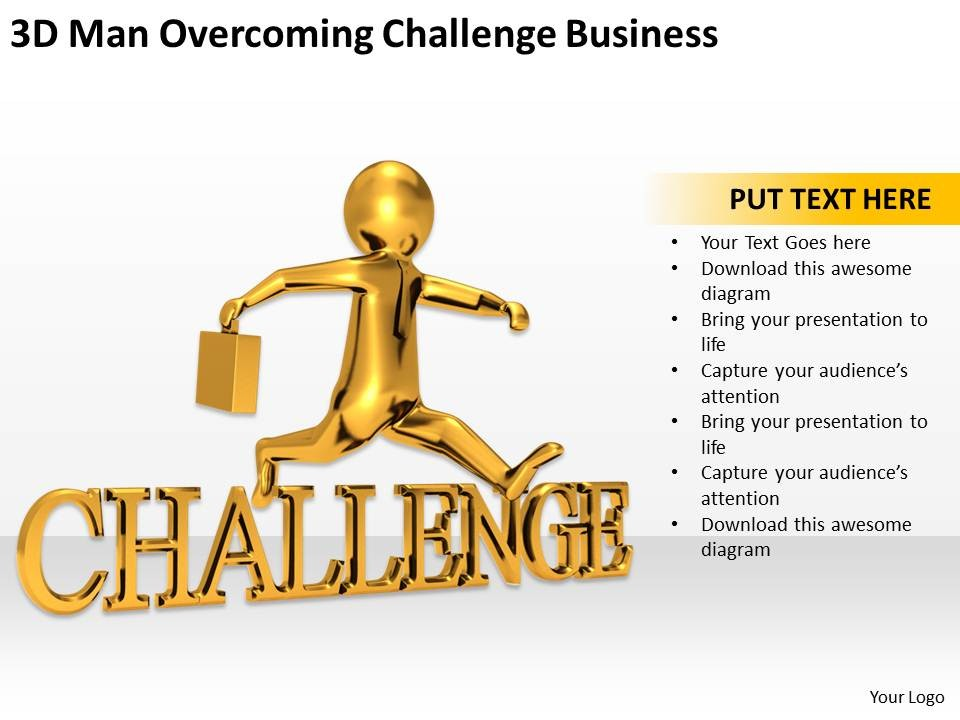 3D Man Overcoming Challenge Business
PUT TEXT HERE
• Your Text Goes here
• Download this awesome
diagram
• Bring your presentation to
life
• Capture your audience’s
attention
• Bring your presentation to
life
• Capture your audience’s
attention
• Download this awesome
diagram
CHALLENGE
Your Logo